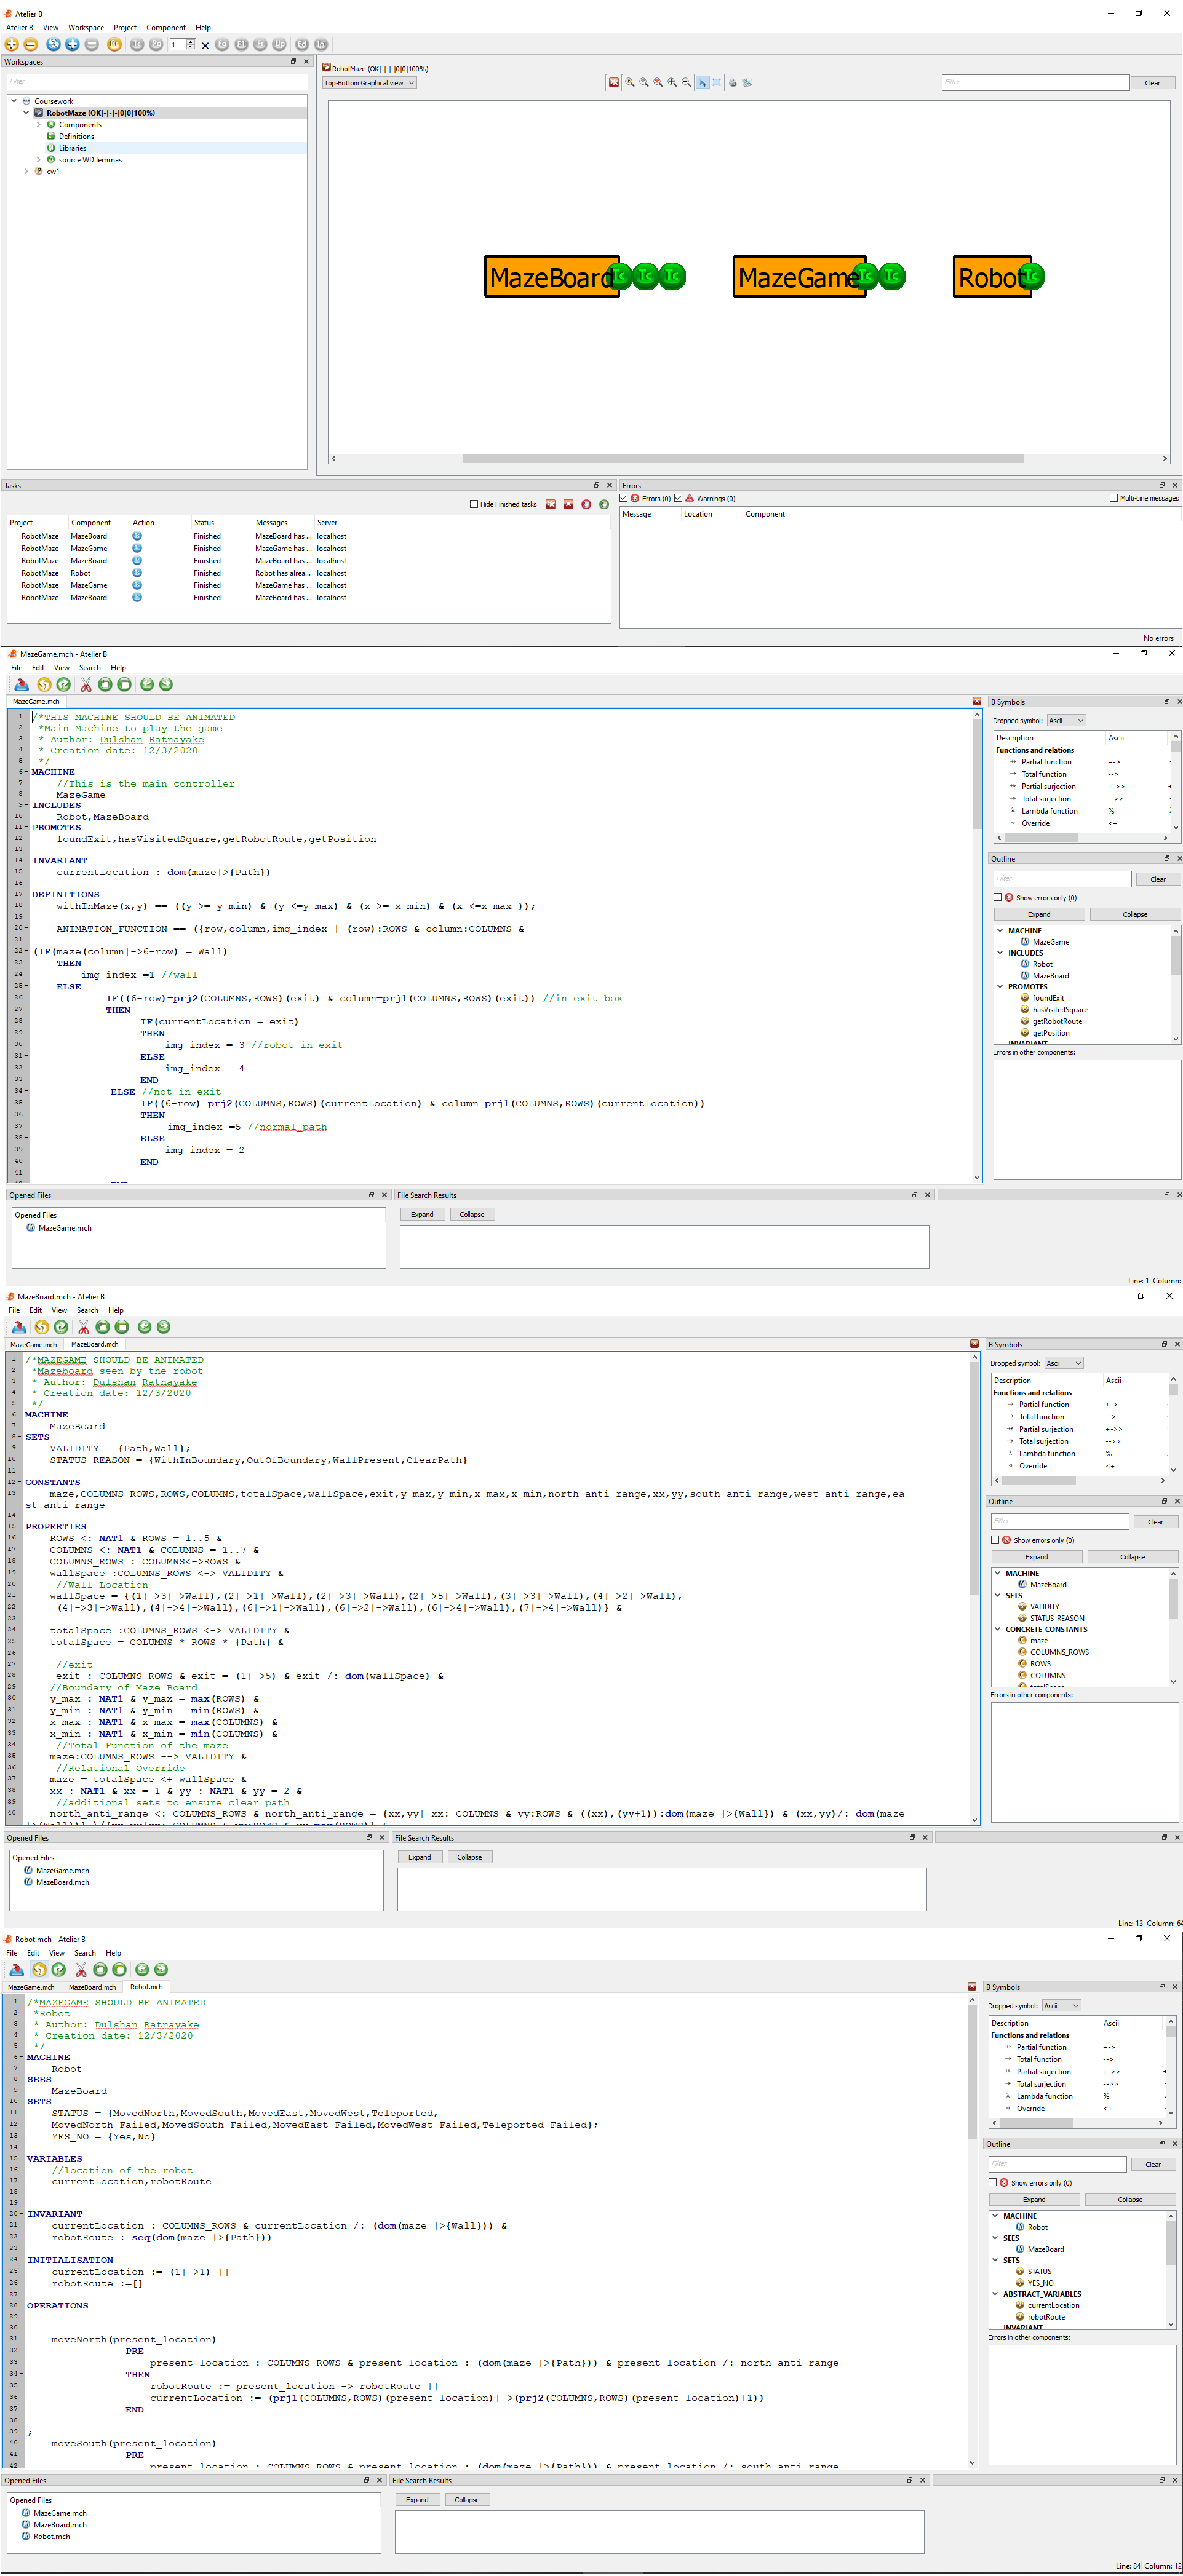 Atelier B
Atelier B View Workspace Project Component Help
Workspaces
Filter
Coursework
RobotMaze (OK|-|-|-|0|0|100%)
Components
Definitions
Libraries
source WD lemmas
cw1
RobotMaze (OK|-|-|-|0|0|100%)
Top-Bottom Graphical view
Filter
Clear
MazeBoard Tc Tc Tc
MazeGame Tc Tc
Robot Tc
Tasks
Hide Finished tasks
Project Component Action Status Messages Server
RobotMaze MazeBoard Finished MazeBoard has ... localhost
RobotMaze MazeGame Finished MazeGame has ... localhost
RobotMaze MazeBoard Finished MazeBoard has ... localhost
RobotMaze Robot Finished Robot has alrea... localhost
RobotMaze MazeGame Finished MazeGame has ... localhost
RobotMaze MazeBoard Finished MazeBoard has ... localhost
Errors
Errors (0) Warnings (0) Multi-Line messages
Message Location Component
No errors
MazeGame.mch - Atelier B
File Edit View Search Help
MazeGame.mch
1 /*THIS MACHINE SHOULD BE ANIMATED
2 *Main Machine to play the game
3 * Author: Dulshan Ratnayake
4 * Creation date: 12/3/2020
5 */
6 MACHINE
7 //This is the main controller
8 MazeGame
9 INCLUDES
10 Robot,MazeBoard
11 PROMOTES
12 foundExit,hasVisitedSquare,getRobotRoute,getPosition
13
14 INVARIANT
15 currentLocation : dom(maze|>{Path})
16
17 DEFINITIONS
18 withInMaze(x,y) == ((y >= y_min) & (y <=y_max) & (x >= x_min) & (x <=x_max ));
19
20 ANIMATION_FUNCTION == ((row,column,img_index | (row):ROWS & column:COLUMNS &
21
22 (IF(maze(column|->6-row) = Wall)
23 THEN
24 img_index =1 //wall
25 ELSE
26 IF((6-row)=prj2(COLUMNS,ROWS)(exit) & column=prj1(COLUMNS,ROWS)(exit)) //in exit box
27 THEN
28 IF(currentLocation = exit)
29 THEN
30 img_index = 3 //robot in exit
31 ELSE
32 img_index = 4
33 END
34 ELSE //not in exit
35 IF((6-row)=prj2(COLUMNS,ROWS)(currentLocation) & column=prj1(COLUMNS,ROWS)(currentLocation))
36 THEN
37 img_index =5 //normal_path
38 ELSE
39 img_index = 2
40 END
41
B Symbols
Dropped symbol: Ascii
Description Ascii
Functions and relations
Partial function +->
Total function -->
Partial surjection +->>
Total surjection -->>
λ Lambda function %
Override <+
Outline
Filter
Clear
Show errors only (0)
Expand Collapse
MACHINE
MazeGame
INCLUDES
Robot
MazeBoard
PROMOTES
foundExit
hasVisitedSquare
getRobotRoute
getPosition
INVARIANT
Errors in other components:
Opened Files
Opened Files
MazeGame.mch
File Search Results
Expand Collapse
Line: 1 Column:
MazeBoard.mch - Atelier B
File Edit View Search Help
MazeGame.mch MazeBoard.mch
1 /*MAZEGAME SHOULD BE ANIMATED
2 *Mazeboard seen by the robot
3 * Author: Dulshan Ratnayake
4 * Creation date: 12/3/2020
5 */
6 MACHINE
7 MazeBoard
8 SETS
9 VALIDITY = {Path,Wall};
10 STATUS_REASON = {WithInBoundary,OutOfBoundary,WallPresent,ClearPath}
11
12 CONSTANTS
13 maze,COLUMNS_ROWS,ROWS,COLUMNS,totalSpace,wallSpace,exit,y_max,y_min,x_max,x_min,north_anti_range,xx,yy,south_anti_range,west_anti_range,ea
st_anti_range
14
15 PROPERTIES
16 ROWS <: NAT1 & ROWS = 1..5 &
17 COLUMNS <: NAT1 & COLUMNS = 1..7 &
18 COLUMNS_ROWS : COLUMNS<->ROWS &
19 wallSpace :COLUMNS_ROWS <-> VALIDITY &
20 //Wall Location
21 wallSpace = {(1|->3|->Wall),(2|->1|->Wall),(2|->3|->Wall),(2|->5|->Wall),(3|->3|->Wall),(4|->2|->Wall),
22 (4|->3|->Wall),(4|->4|->Wall),(6|->1|->Wall),(6|->2|->Wall),(6|->4|->Wall),(7|->4|->Wall)} &
23
24 totalSpace :COLUMNS_ROWS <-> VALIDITY &
25 totalSpace = COLUMNS * ROWS * {Path} &
26
27 //exit
28 exit : COLUMNS_ROWS & exit = (1|->5) & exit /: dom(wallSpace) &
29 //Boundary of Maze Board
30 y_max : NAT1 & y_max = max(ROWS) &
31 y_min : NAT1 & y_min = min(ROWS) &
32 x_max : NAT1 & x_max = max(COLUMNS) &
33 x_min : NAT1 & x_min = min(COLUMNS) &
34 //Total Function of the maze
35 maze:COLUMNS_ROWS --> VALIDITY &
36 //Relational Override
37 maze = totalSpace <+ wallSpace &
38 xx : NAT1 & xx = 1 & yy : NAT1 & yy = 2 &
39 //additional sets to ensure clear path
40 north_anti_range <: COLUMNS_ROWS & north_anti_range = {xx,yy| xx: COLUMNS & yy:ROWS & ((xx),(yy+1)):dom(maze |>{Wall}) & (xx,yy)/: dom(maze
|>{Wall})} \/{xx,yy|xx: COLUMNS & yy:ROWS & yy=max(ROWS)} &
B Symbols
Dropped symbol: Ascii
Description Ascii
Functions and relations
Partial function +->
Total function -->
Partial surjection +->>
Total surjection -->>
λ Lambda function %
Override <+
Outline
Filter
Clear
Show errors only (0)
Expand Collapse
MACHINE
MazeBoard
SETS
VALIDITY
STATUS_REASON
CONCRETE_CONSTANTS
maze
COLUMNS_ROWS
ROWS
COLUMNS
totalSpace
Errors in other components:
Opened Files
Opened Files
MazeGame.mch
MazeBoard.mch
File Search Results
Expand Collapse
Line: 13 Column: 64
Robot.mch - Atelier B
File Edit View Search Help
MazeGame.mch MazeBoard.mch Robot.mch
1 /*MAZEGAME SHOULD BE ANIMATED
2 *Robot
3 * Author: Dulshan Ratnayake
4 * Creation date: 12/3/2020
5 */
6 MACHINE
7 Robot
8 SEES
9 MazeBoard
10 SETS
11 STATUS = {MovedNorth,MovedSouth,MovedEast,MovedWest,Teleported,
12 MovedNorth_Failed,MovedSouth_Failed,MovedEast_Failed,MovedWest_Failed,Teleported_Failed};
13 YES_NO = {Yes,No}
14
15 VARIABLES
16 //location of the robot
17 currentLocation,robotRoute
18
19
20 INVARIANT
21 currentLocation : COLUMNS_ROWS & currentLocation /: (dom(maze |>{Wall})) &
22 robotRoute : seq(dom(maze |>{Path}))
23
24 INITIALISATION
25 currentLocation := (1|->1) ||
26 robotRoute :=[]
27
28 OPERATIONS
29
30
31 moveNorth(present_location) =
32 PRE
33 present_location : COLUMNS_ROWS & present_location : (dom(maze |>{Path})) & present_location /: north_anti_range
34 THEN
35 robotRoute := present_location -> robotRoute ||
36 currentLocation := (prj1(COLUMNS,ROWS)(present_location)|->(prj2(COLUMNS,ROWS)(present_location)+1))
37 END
38
39 ;
40 moveSouth(present_location) =
41 PRE
42 present_location : COLUMNS_ROWS & present_location : (dom(maze |>{Path})) & present_location /: south_anti_range
B Symbols
Dropped symbol: Ascii
Description Ascii
Functions and relations
Partial function +->
Total function -->
Partial surjection +->>
Total surjection -->>
λ Lambda function %
Override <+
Outline
Filter
Clear
Show errors only (0)
Expand Collapse
MACHINE
Robot
SEES
MazeBoard
SETS
STATUS
YES_NO
ABSTRACT_VARIABLES
currentLocation
robotRoute
INVARIANT
Errors in other components:
Opened Files
Opened Files
MazeGame.mch
MazeBoard.mch
Robot.mch
File Search Results
Expand Collapse
Line: 84 Column: 12